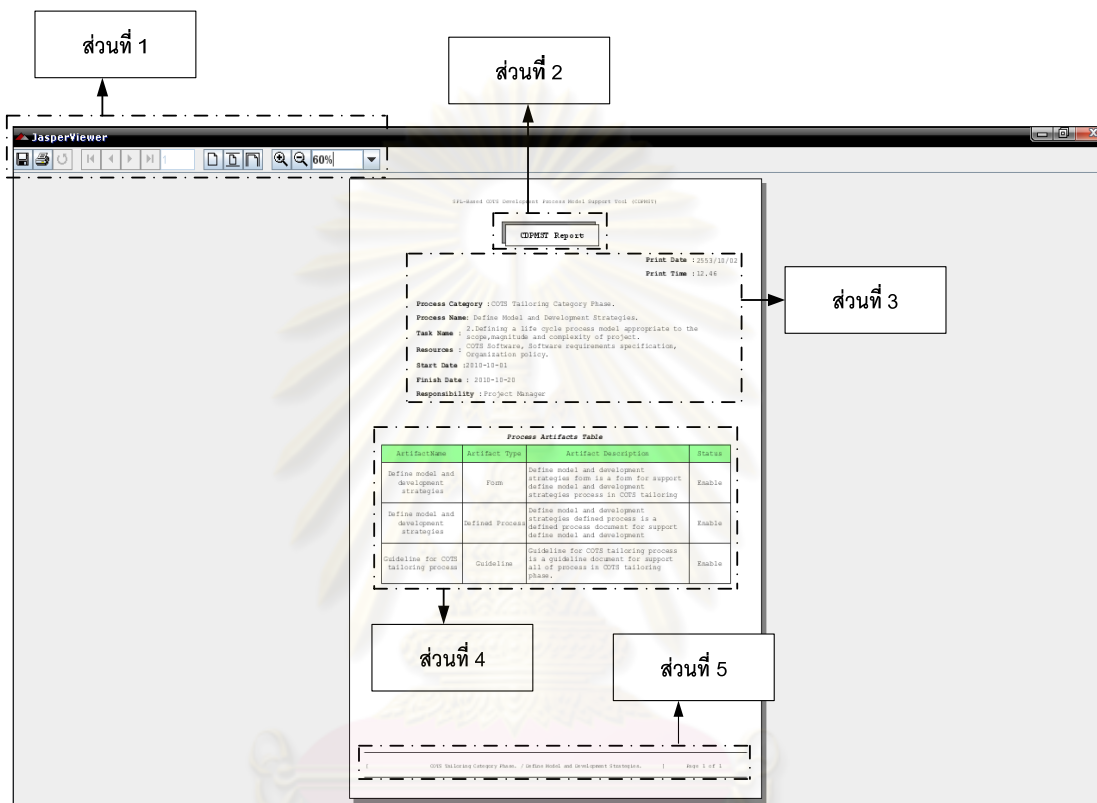 ส่วนที่ 1
ส่วนที่ 2
JasperViewer
60%
SPL-Based COTS Development Process Model Support Tool (CDPMST)
CDPMST Report
Print Date :2553/10/02
Print Time :12.46
ส่วนที่ 3
Process Category :COTS Tailoring Category Phase.
Process Name: Define Model and Development Strategies.
Task Name : 2.Defining a life cycle process model appropriate to the
scope,magnitude and complexity of project.
Resources : COTS Software, Software requirements specification,
Organization policy.
Start Date :2010-10-01
Finish Date : 2010-10-20
Responsibility :Project Manager
Process Artifacts Table
ArtifactName Artifact Type Artifact Description Status
Define model and development strategies Form Define model and development strategies form is a form for support define model and development strategies process in COTS tailoring Enable
Define model and development strategies Defined Process Define model and development strategies defined process is a defined process document for support define model and development Enable
Guideline for COTS tailoring process Guideline Guideline for COTS tailoring process is a guideline document for support all of process in COTS tailoring phase. Enable
ส่วนที่ 4
ส่วนที่ 5
[ COTS Tailoring Category Phase. / Define Model and Development Strategies. ] Page 1 of 1